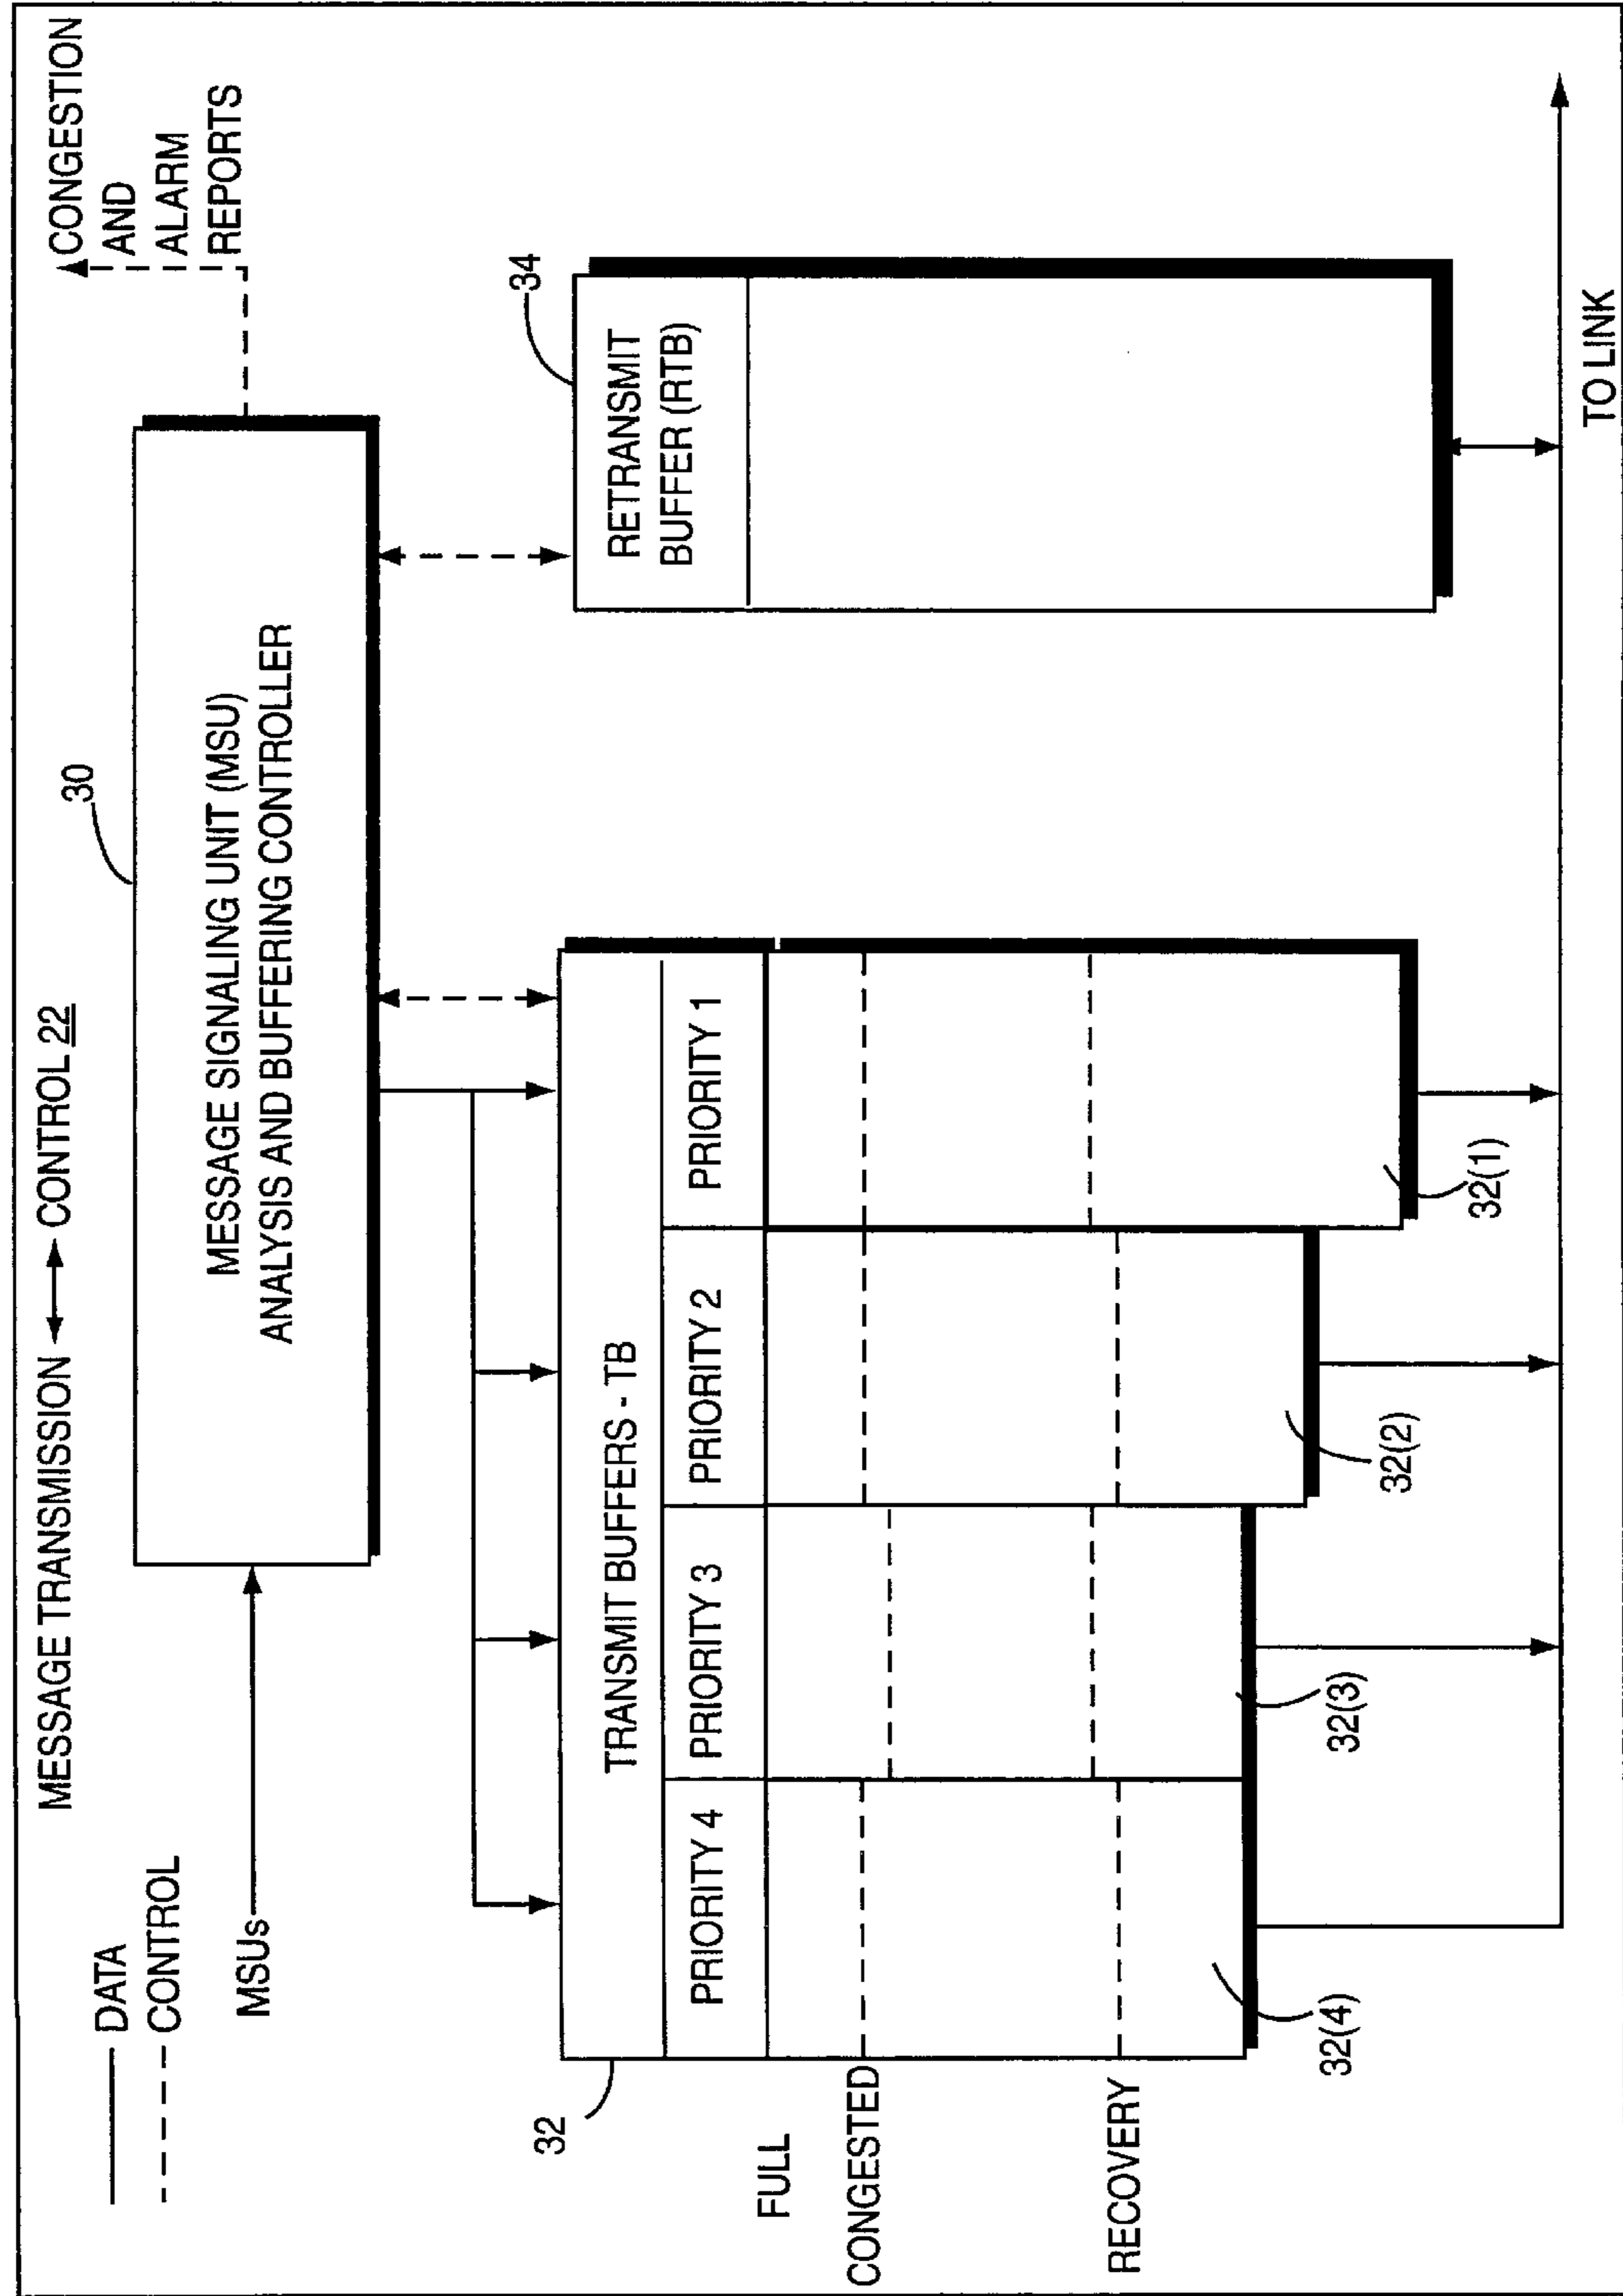 MESSAGE TRANSMISSION ◄─► CONTROL 22
DATA
CONTROL
MSUs
30
MESSAGE SIGNALING UNIT (MSU)
ANALYSIS AND BUFFERING CONTROLLER
CONGESTION
AND
ALARM
REPORTS
32
TRANSMIT BUFFERS - TB
PRIORITY 4
PRIORITY 3
PRIORITY 2
PRIORITY 1
FULL
CONGESTED
RECOVERY
32(4)
32(3)
32(2)
32(1)
34
RETRANSMIT
BUFFER (RTB)
TO LINK